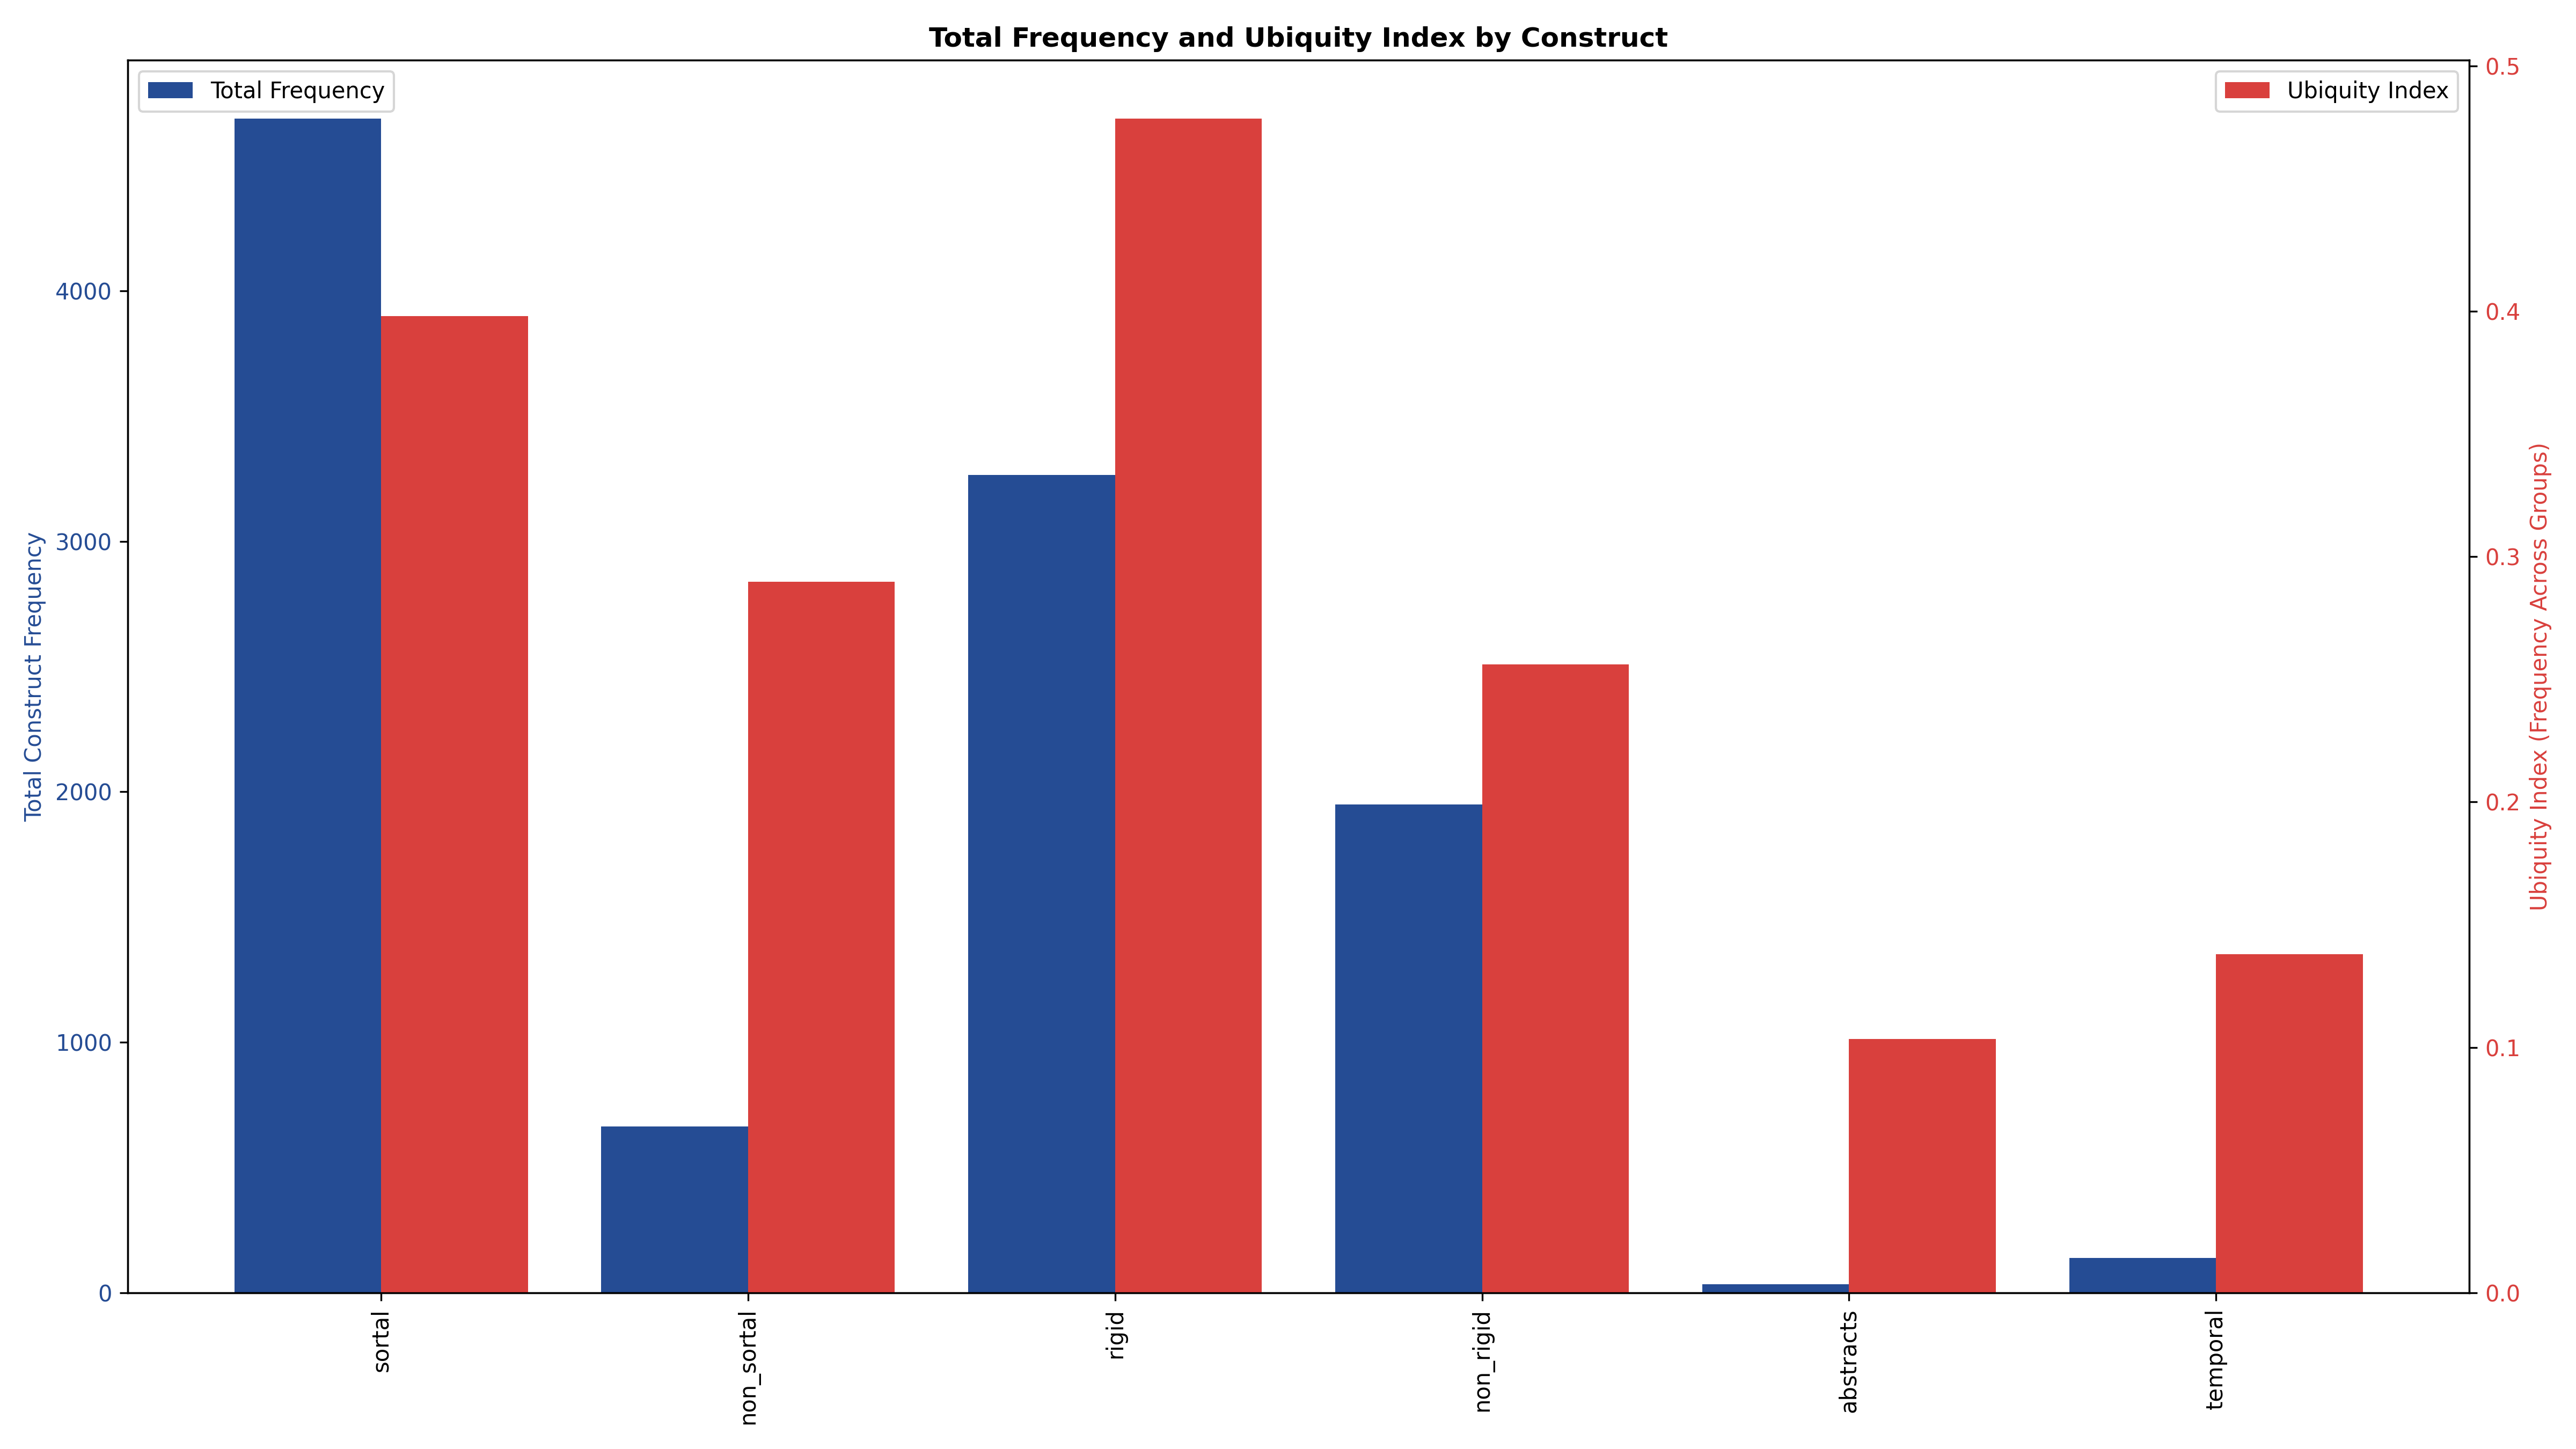 Total Frequency and Ubiquity Index by Construct
Total Frequency
Ubiquity Index
Total Construct Frequency
4000
3000
2000
1000
0
0.5
0.4
0.3
0.2
0.1
0.0
Ubiquity Index (Frequency Across Groups)
sortal
non_sortal
rigid
non_rigid
abstracts
temporal